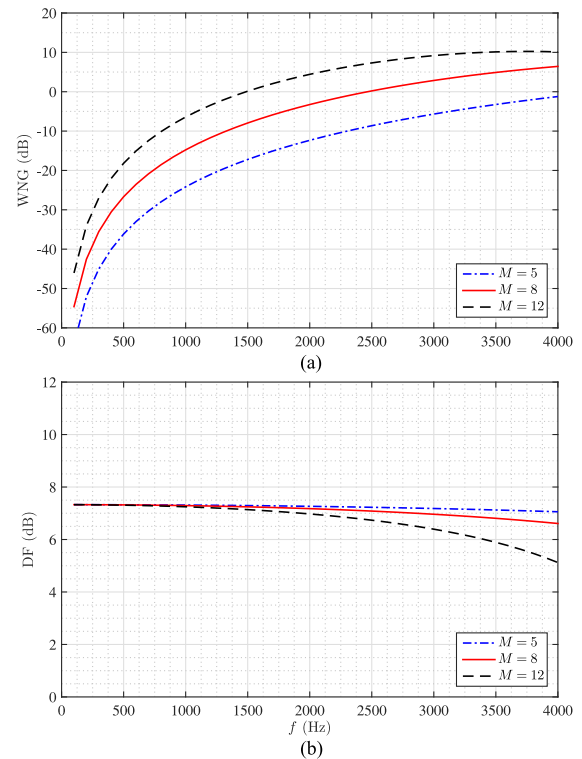 20
10
0
-10
-20
-30
-40
-50
-60
WNG (dB)
M = 5
M = 8
M = 12
0 500 1000 1500 2000 2500 3000 3500 4000
(a)
12
10
8
6
4
2
0
DF (dB)
M = 5
M = 8
M = 12
0 500 1000 1500 2000 2500 3000 3500 4000
f (Hz)
(b)